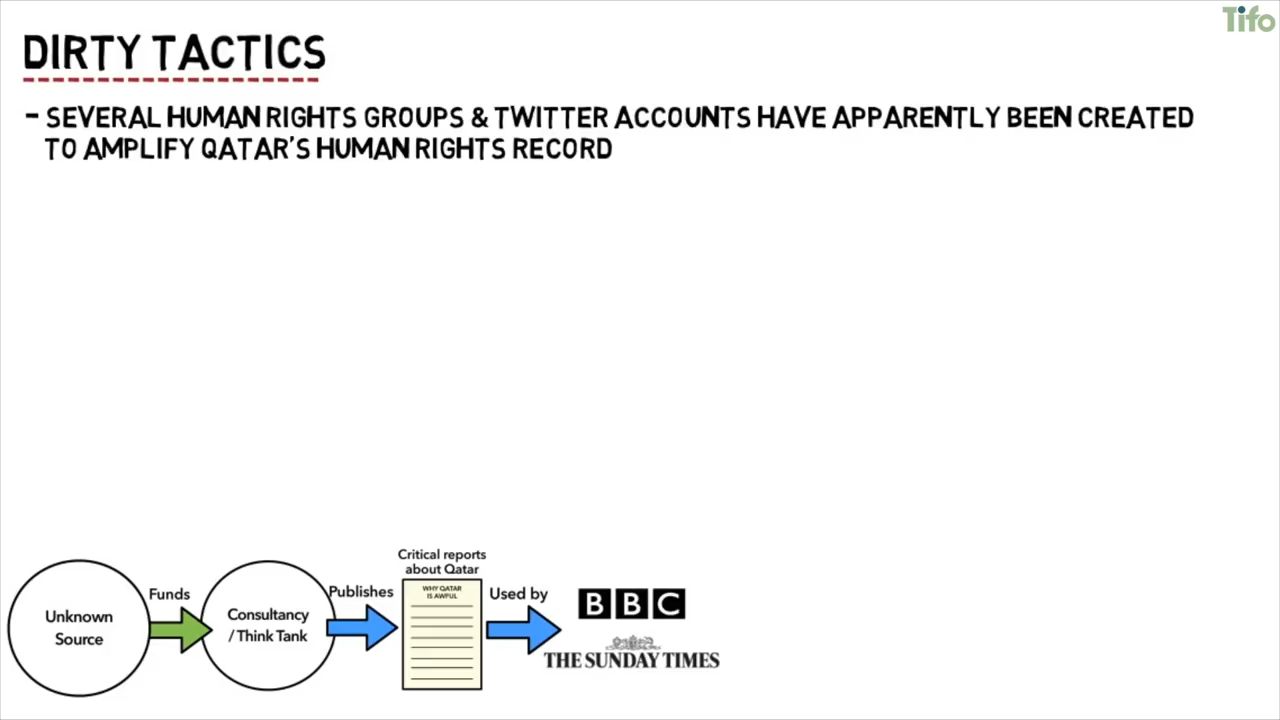 Tifo
DIRTY TACTICS
- SEVERAL HUMAN RIGHTS GROUPS & TWITTER ACCOUNTS HAVE APPARENTLY BEEN CREATED
TO AMPLIFY QATAR'S HUMAN RIGHTS RECORD
Unknown
Source
Funds
Consultancy
/ Think Tank
Publishes
Critical reports
about Qatar
WHY QATAR
IS AWFUL
Used by
BBC
THE SUNDAY TIMES